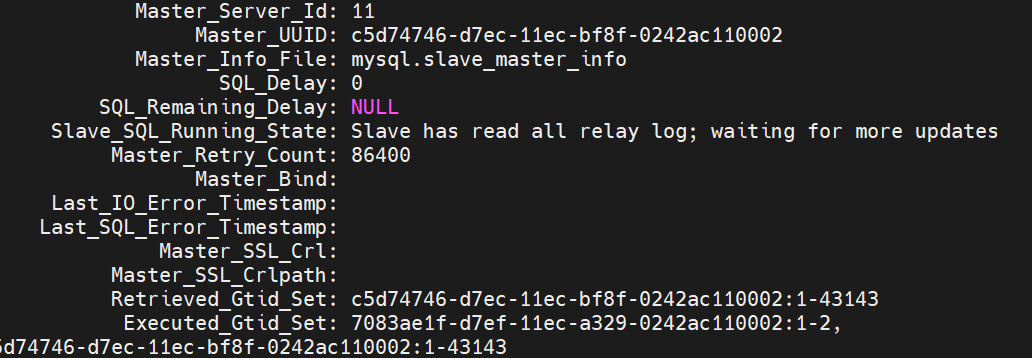 Master_Server_Id: 11
Master_UUID: c5d74746-d7ec-11ec-bf8f-0242ac110002
Master_Info_File: mysql.slave_master_info
SQL_Delay: 0
SQL_Remaining_Delay: NULL
Slave_SQL_Running_State: Slave has read all relay log; waiting for more updates
Master_Retry_Count: 86400
Master_Bind:
Last_IO_Error_Timestamp:
Last_SQL_Error_Timestamp:
Master_SSL_Crl:
Master_SSL_Crlpath:
Retrieved_Gtid_Set: c5d74746-d7ec-11ec-bf8f-0242ac110002:1-43143
Executed_Gtid_Set: 7083ae1f-d7ef-11ec-a329-0242ac110002:1-2,
5d74746-d7ec-11ec-bf8f-0242ac110002:1-43143